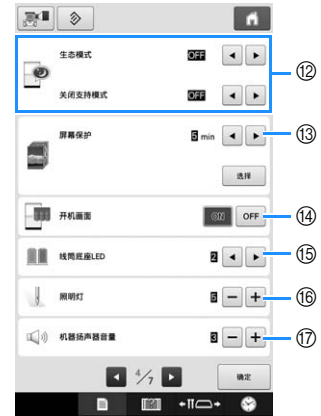 生态模式 OFF
⑫
关闭支持模式 OFF
屏幕保护 5 min
⑬
选择
开机画面 ON OFF
⑭
线筒底座LED 2
⑮
照明灯 5 − +
⑯
机器扬声器音量 3 − +
⑰
4/7
确定